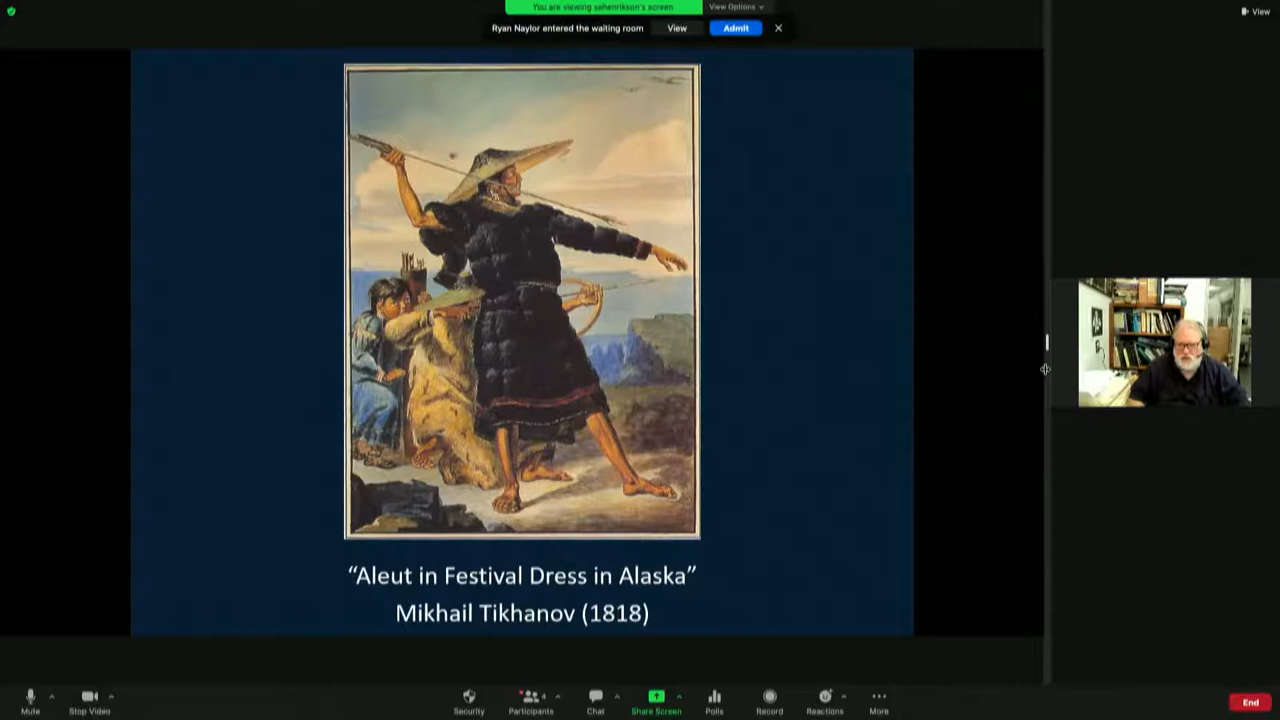 You are viewing sehenrikson's screen
View Options
Ryan Naylor entered the waiting room
View
Admit
View
“Aleut in Festival Dress in Alaska”
Mikhail Tikhanov (1818)
Mute
Stop Video
Security
Participants
4
Chat
Share Screen
Polls
Record
Reactions
More
End